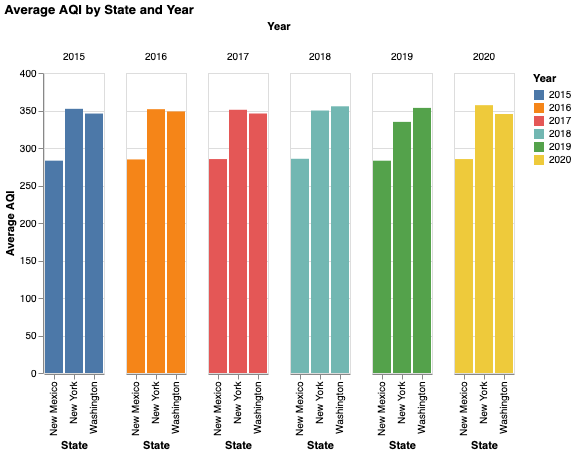 Average AQI by State and Year
Year
2015 2016 2017 2018 2019 2020
400
350
300
250
200
150
100
50
0
Average AQI
New Mexico New York Washington New Mexico New York Washington New Mexico New York Washington New Mexico New York Washington New Mexico New York Washington New Mexico New York Washington
State State State State State State
Year
2015
2016
2017
2018
2019
2020